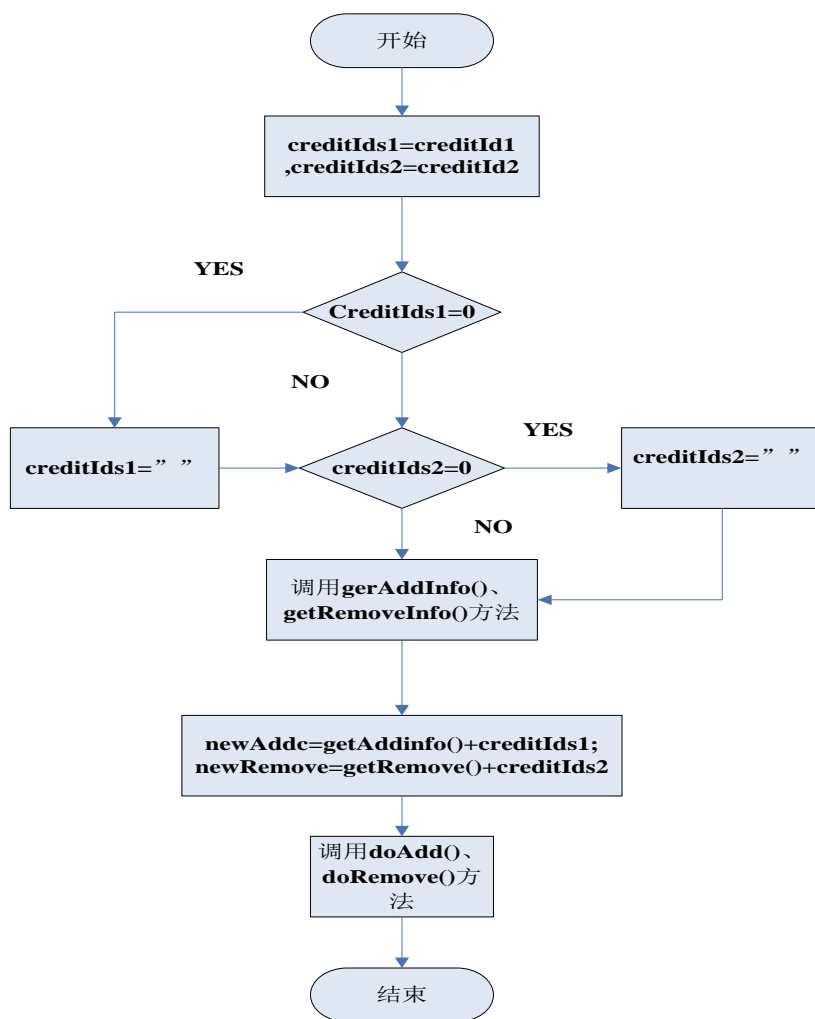 开始
creditIds1=creditId1
,creditIds2=creditId2
YES
CreditIds1=0
NO
creditIds1=” ”
creditIds2=0
YES
creditIds2=” ”
NO
调用gerAddInfo()、
getRemoveInfo()方法
newAddc=getAddinfo()+creditIds1;
newRemove=getRemove()+creditIds2
调用doAdd()、
doRemove()方
法
结束